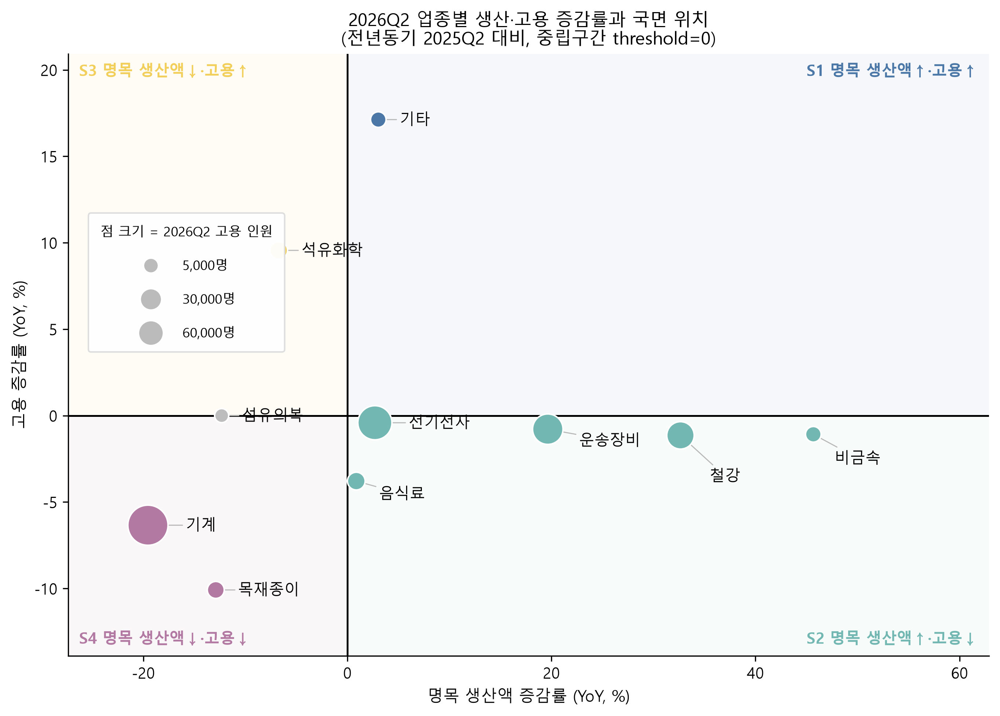 2026Q2 업종별 생산·고용 증감률과 국면 위치
(전년동기 2025Q2 대비, 중립구간 threshold=0)
S3 명목 생산액↓·고용↑
S1 명목 생산액↑·고용↑
20
15
10
5
0
-5
-10
고용 증감률 (YoY, %)
기타
점 크기 = 2026Q2 고용 인원
5,000명
30,000명
60,000명
석유화학
섬유의복
전기전자
운송장비
철강
비금속
음식료
기계
목재종이
S4 명목 생산액↓·고용↓
S2 명목 생산액↑·고용↓
-20
0
20
40
60
명목 생산액 증감률 (YoY, %)